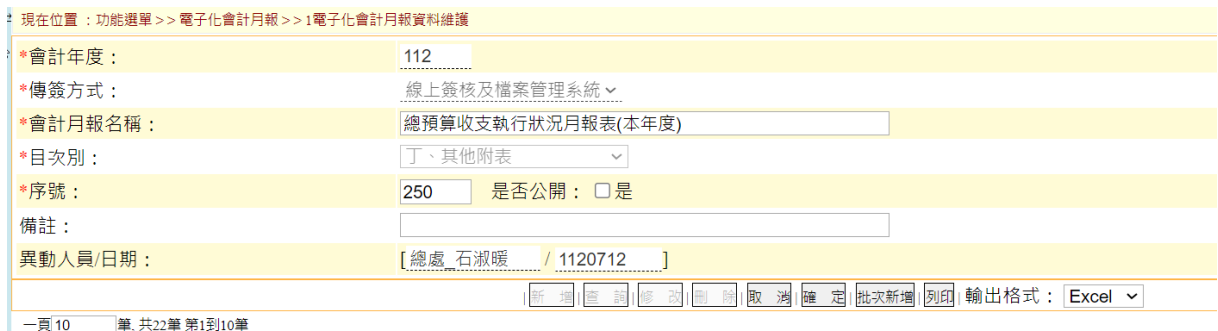 現在位置 ：功能選單>>電子化會計月報>>1電子化會計月報資料維護
*會計年度： 112
*傳簽方式： 線上簽核及檔案管理系統
*會計月報名稱： 總預算收支執行狀況月報表(本年度)
*目次別： 丁、其他附表
*序號： 250 是否公開： 是
備註：
異動人員/日期： [ 總處_石淑暖 / 1120712 ]
|新 增|查 詢|修 改|刪 除|取 消|確 定|批次新增|列印| 輸出格式： Excel
一頁 10 筆, 共22筆 第1到10筆